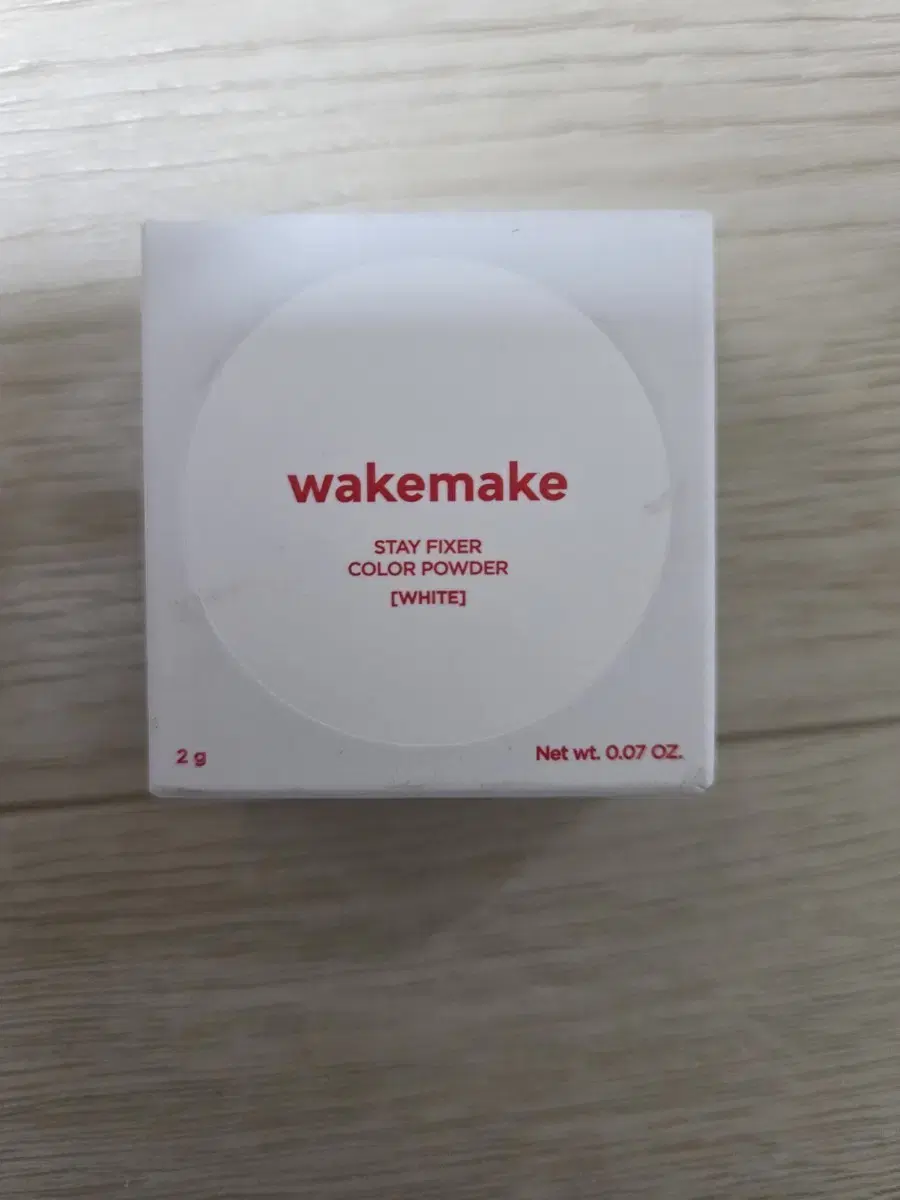 wakemake
STAY FIXER
COLOR POWDER
[WHITE]
2 g
Net wt. 0.07 OZ.